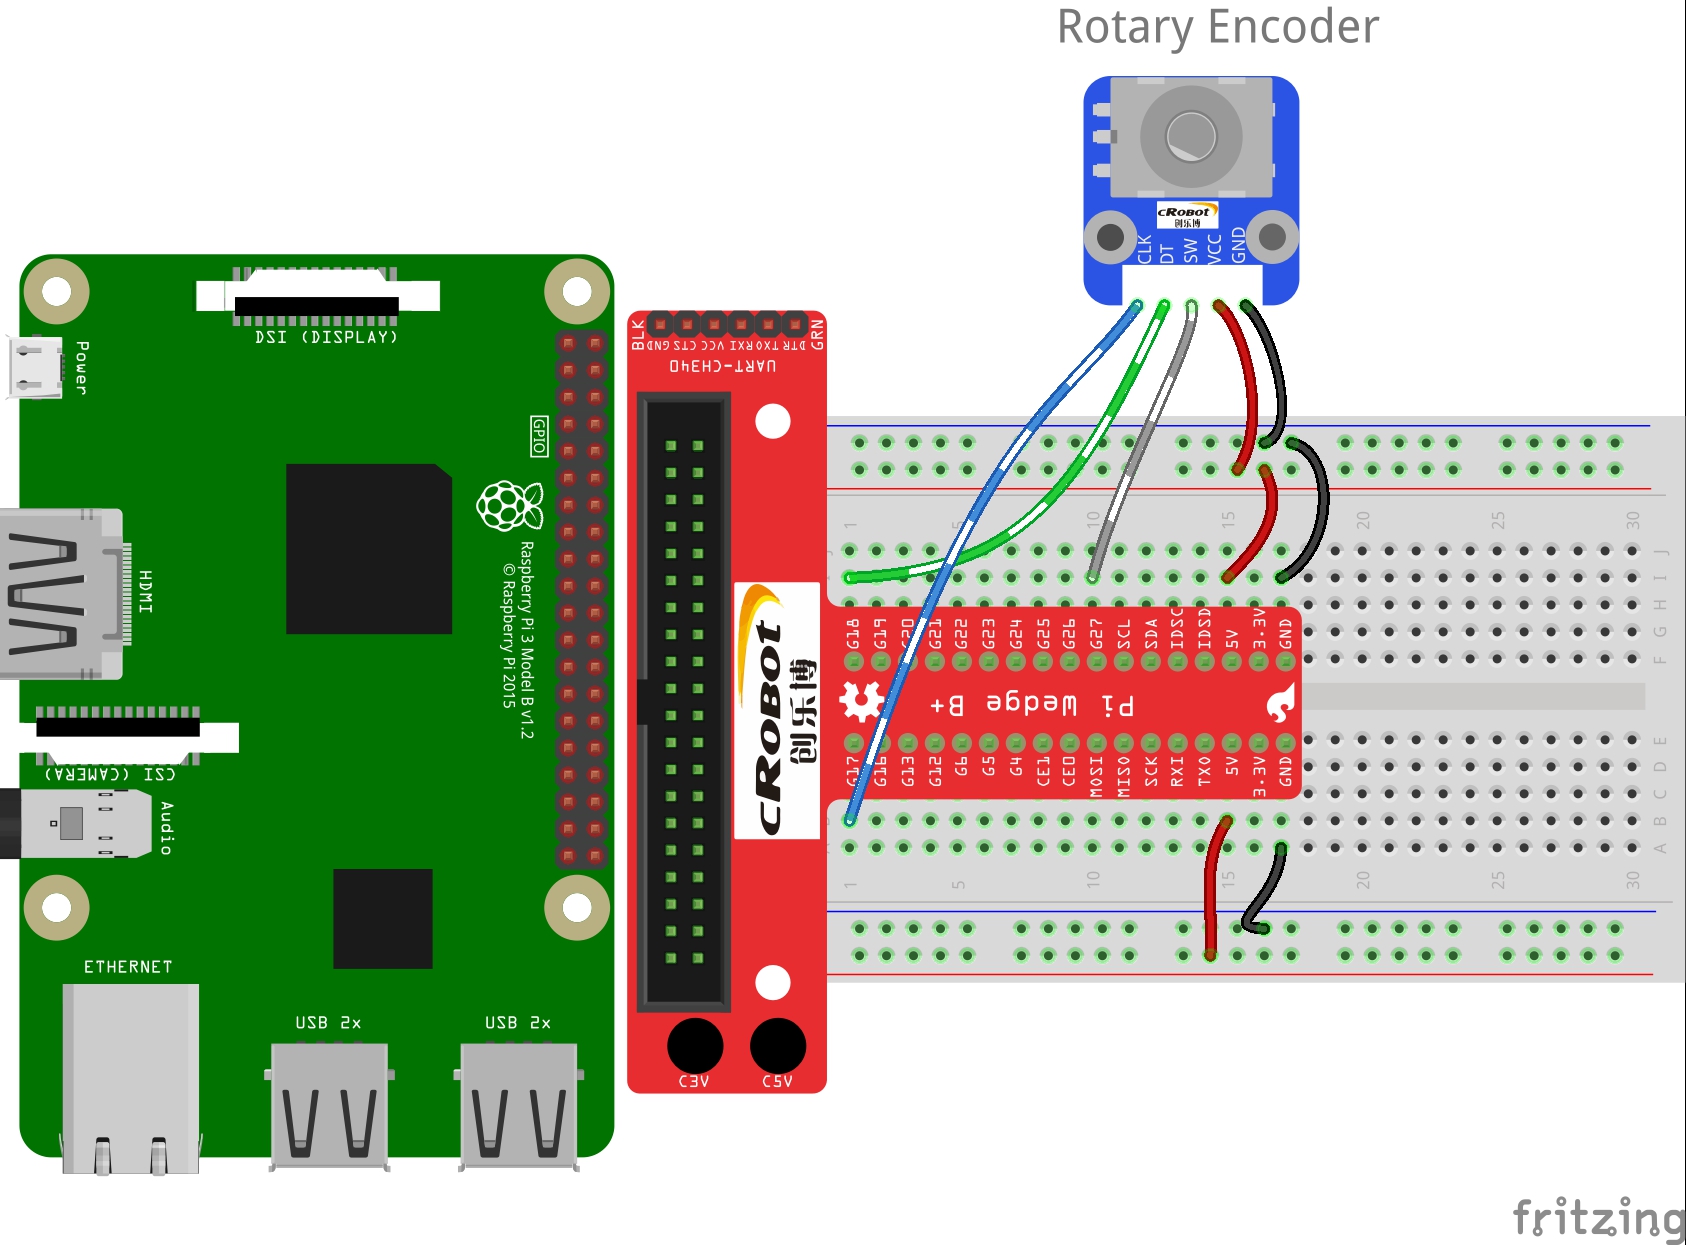 Rotary Encoder
CROBOT
创乐博
CLK
DT
SW
VCC
GND
DSI (DISPLAY)
Power
GPIO
HDMI
Raspberry Pi 3 Model B v1.2
© Raspberry Pi 2015
CSI (CAMERA)
Audio
ETHERNET
USB 2x
USB 2x
BLK
GND CTS VCC RXI TXO DTR
GRN
UART-CH340
CROBOT
创乐博
C3V
C5V
1 5 10 15 20 25 30
J
I
H
G
F
G18 G19 G20 G21 G22 G23 G24 G25 G26 G27 SCL SDA IDSC IDSD 5V 3.3V GND
Pi Wedge B+
G17 G16 G13 G12 G6 G5 G4 CE1 CE0 MOSI MISO SCK RXI TXO 5V 3.3V GND
E
D
C
B
A
1 5 10 15 20 25 30
fritzing